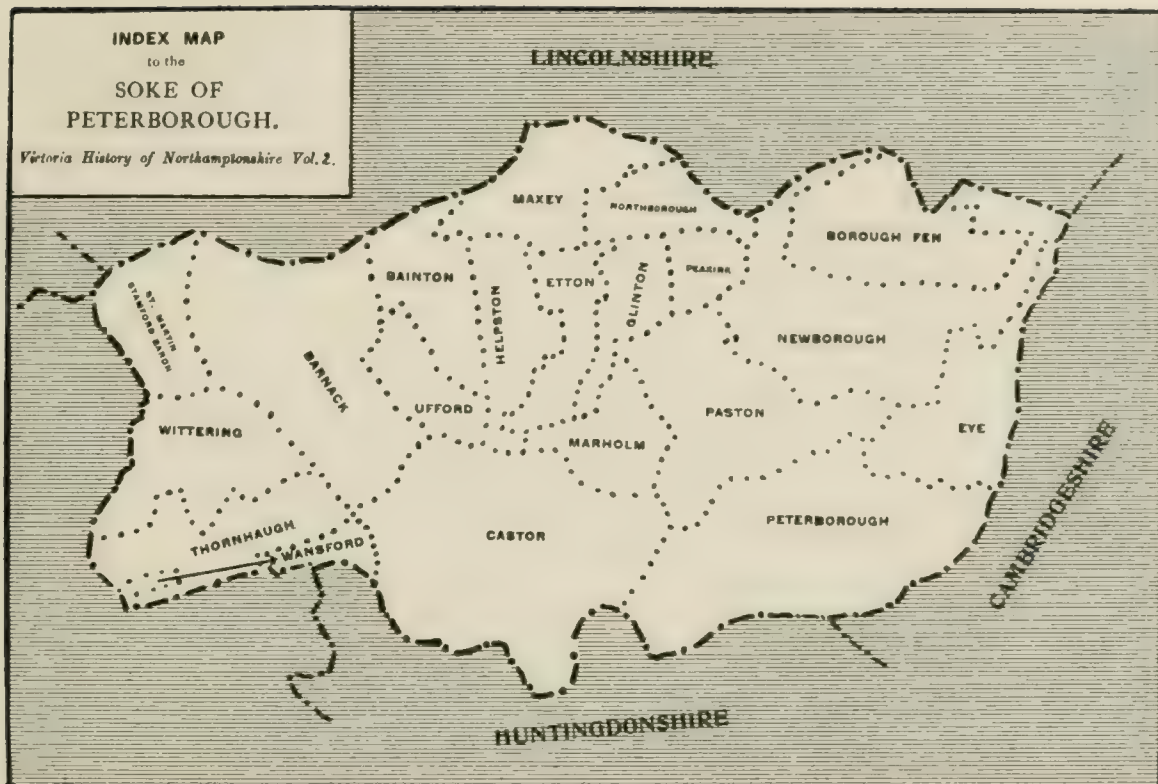 INDEX MAP
to the
SOKE OF
PETERBOROUGH.
Victoria History of Northamptonshire Vol. 2.
LINCOLNSHIRE
MAXEY
NORTHBOROUGH
BOROUGH FEN
BAINTON
HELPSTON
ETTON
GLINTON
PEAKIRK
ST. MARTIN
STAMFORD BARON
BARNACK
NEWBOROUGH
UFFORD
PASTON
WITTERING
MARHOLM
EYE
CASTOR
PETERBOROUGH
THORNHAUGH
WANSFORD
CAMBRIDGESHIRE
HUNTINGDONSHIRE